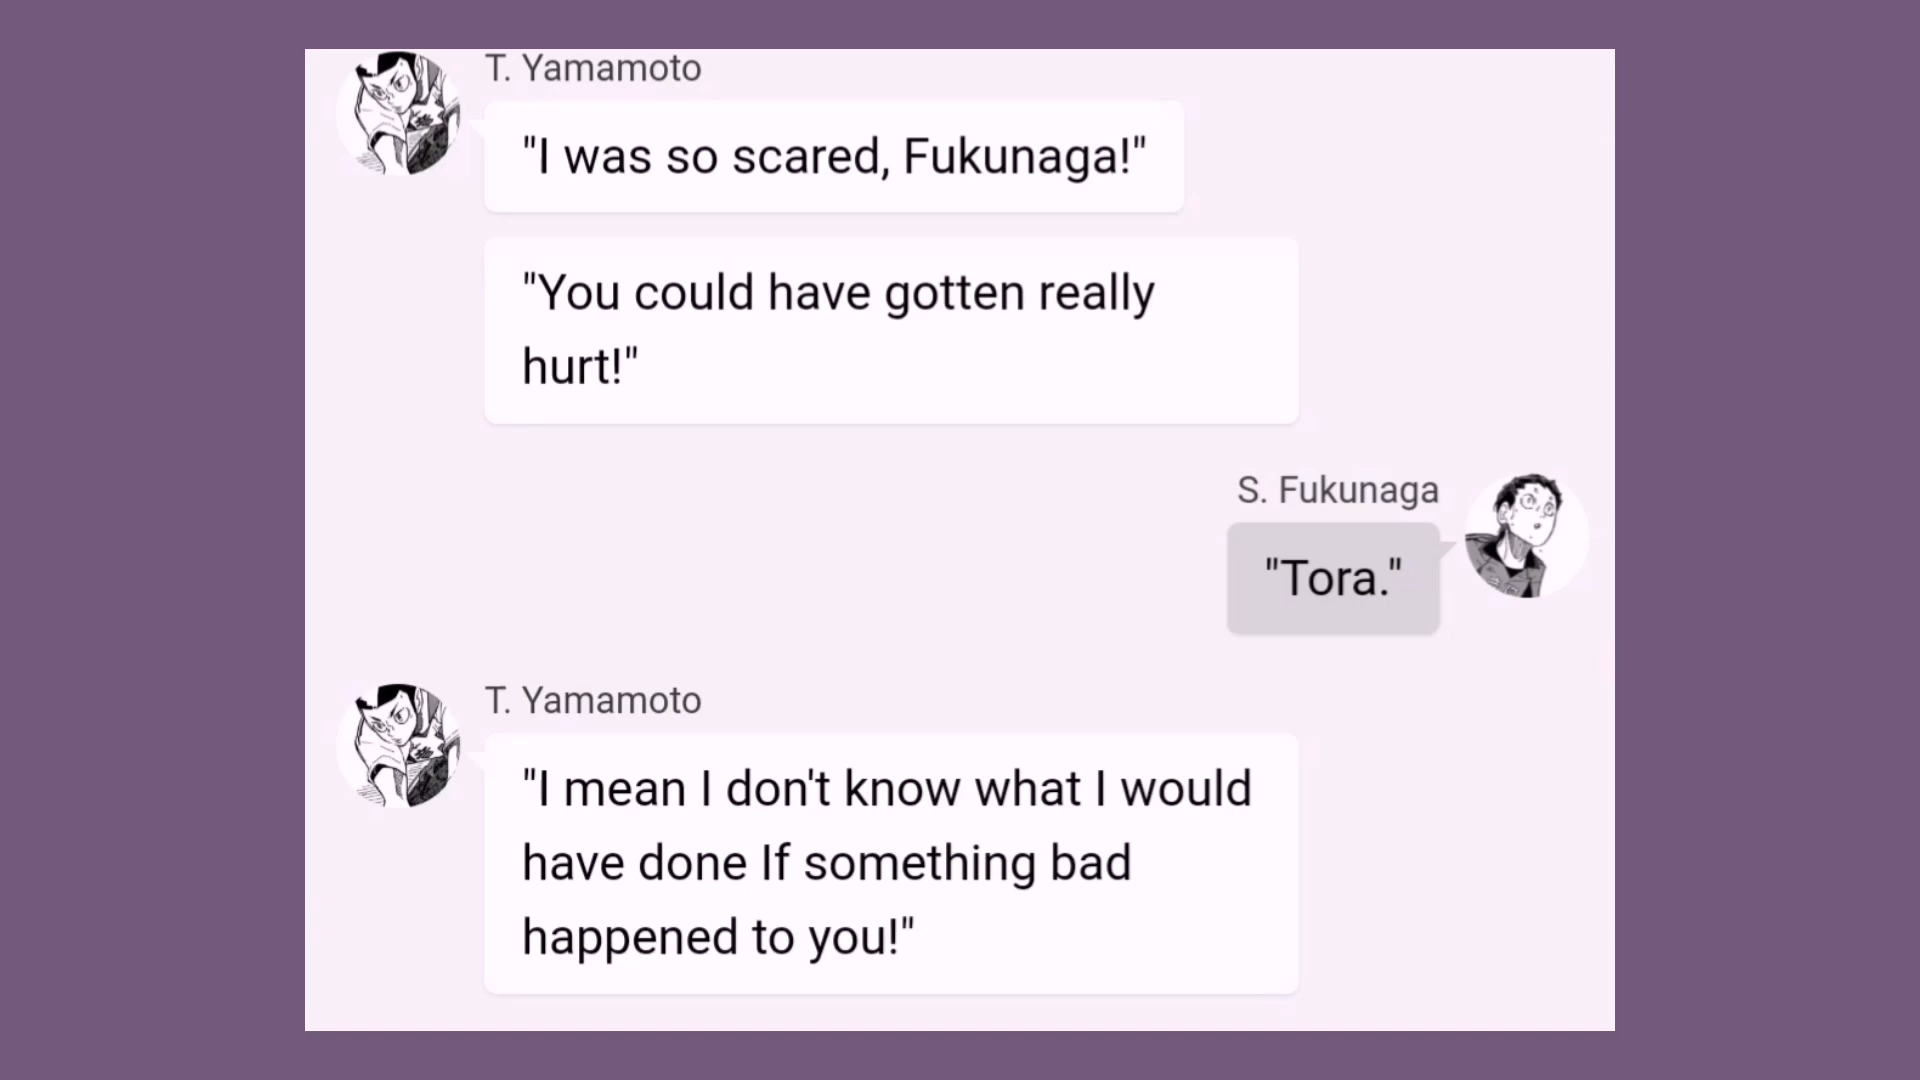 T. Yamamoto
"I was so scared, Fukunaga!"
"You could have gotten really
hurt!"
S. Fukunaga
"Tora."
T. Yamamoto
"I mean I don't know what I would
have done If something bad
happened to you!"